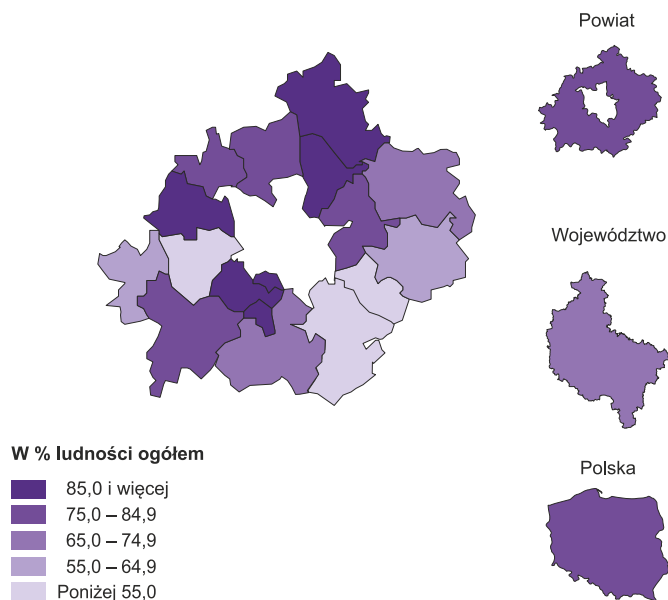 Powiat
Województwo
Polska
W % ludności ogółem
85,0 i więcej
75,0 – 84,9
65,0 – 74,9
55,0 – 64,9
Poniżej 55,0